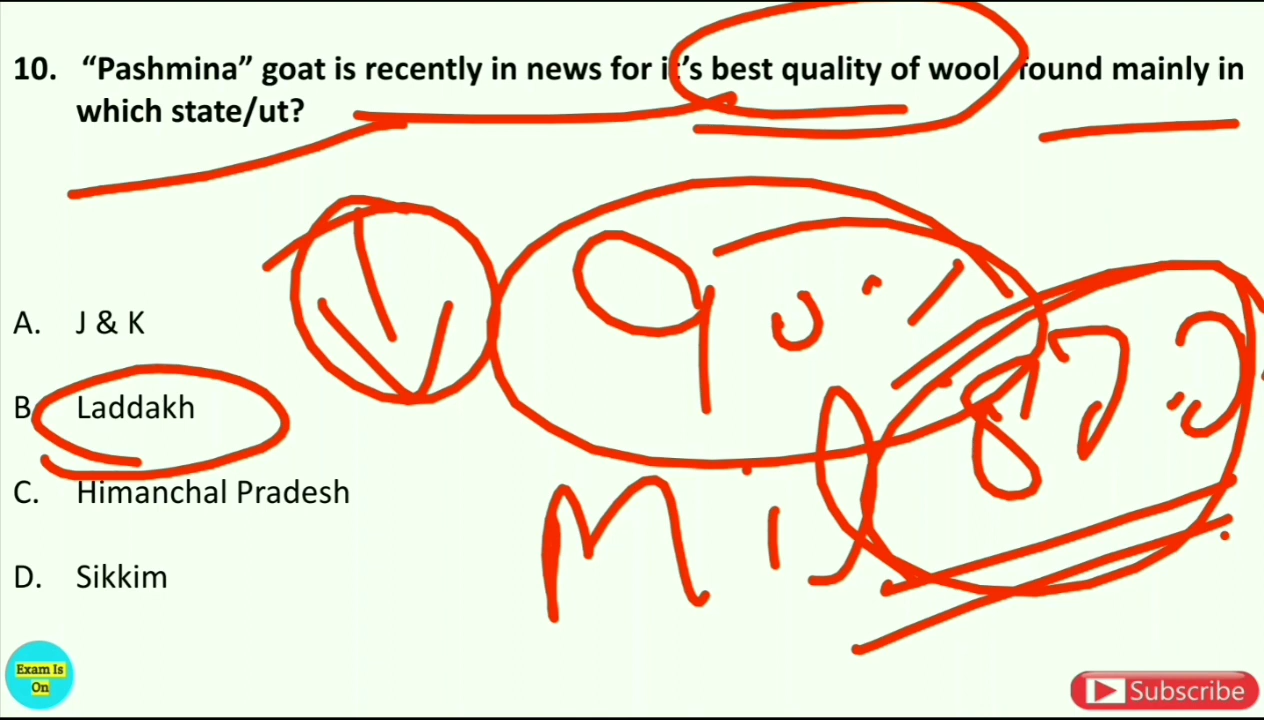 10. “Pashmina” goat is recently in news for it’s best quality of wool, found mainly in
which state/ut?
A. J & K
B. Laddakh
C. Himanchal Pradesh
D. Sikkim
Exam Is
On
Subscribe